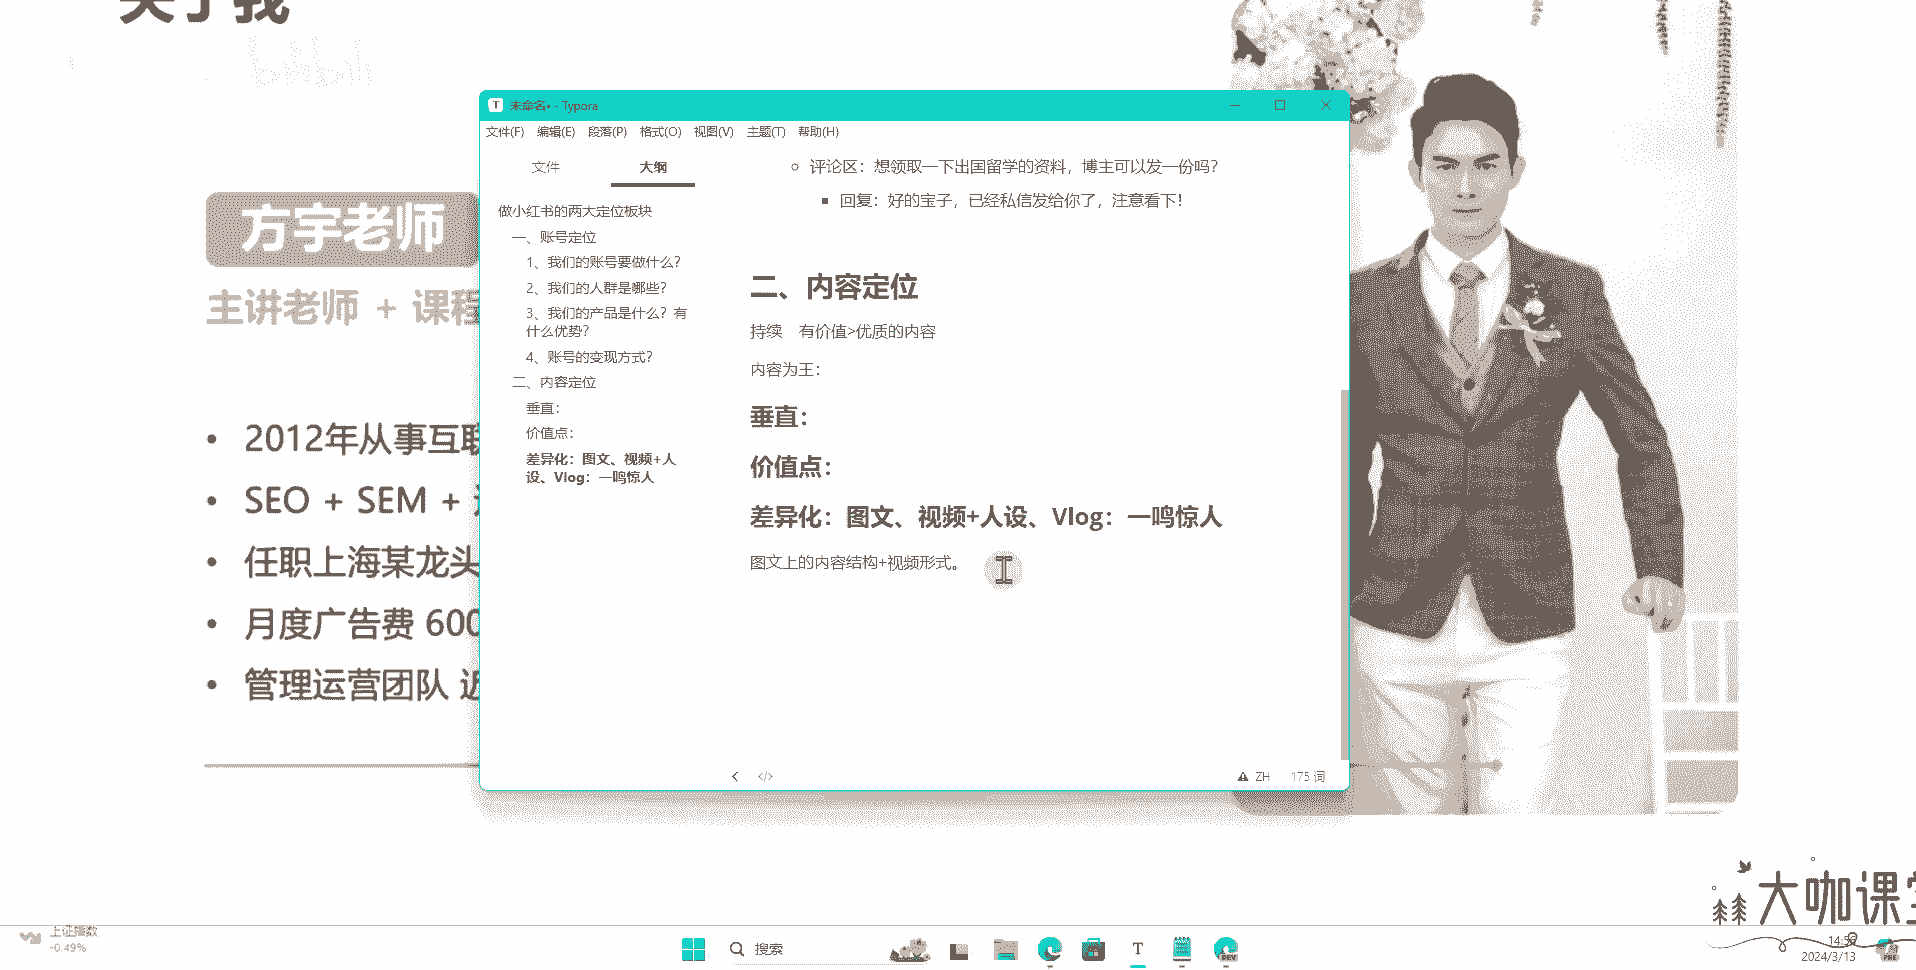 关于我
bilibili
方宇老师
主讲老师 + 课程
2012年从事互联
SEO + SEM +
任职上海某龙头
月度广告费 600
管理运营团队 近
未命名• - Typora
文件(F) 编辑(E) 段落(P) 格式(O) 视图(V) 主题(T) 帮助(H)
文件 大纲
做小红书的两大定位板块
一、账号定位
1、我们的账号要做什么？
2、我们的人群是哪些？
3、我们的产品是什么？有
什么优势？
4、账号的变现方式？
二、内容定位
垂直：
价值点：
差异化：图文、视频+人
设、Vlog：一鸣惊人
评论区：想领取一下出国留学的资料，博主可以发一份吗？
回复：好的宝子，已经私信发给你了，注意看下！
二、内容定位
持续 有价值>优质的内容
内容为王：
垂直：
价值点：
差异化：图文、视频+人设、Vlog：一鸣惊人
图文上的内容结构+视频形式。
ZH 175 词
大咖课堂
上证指数
-0.49%
搜索
2024/3/13